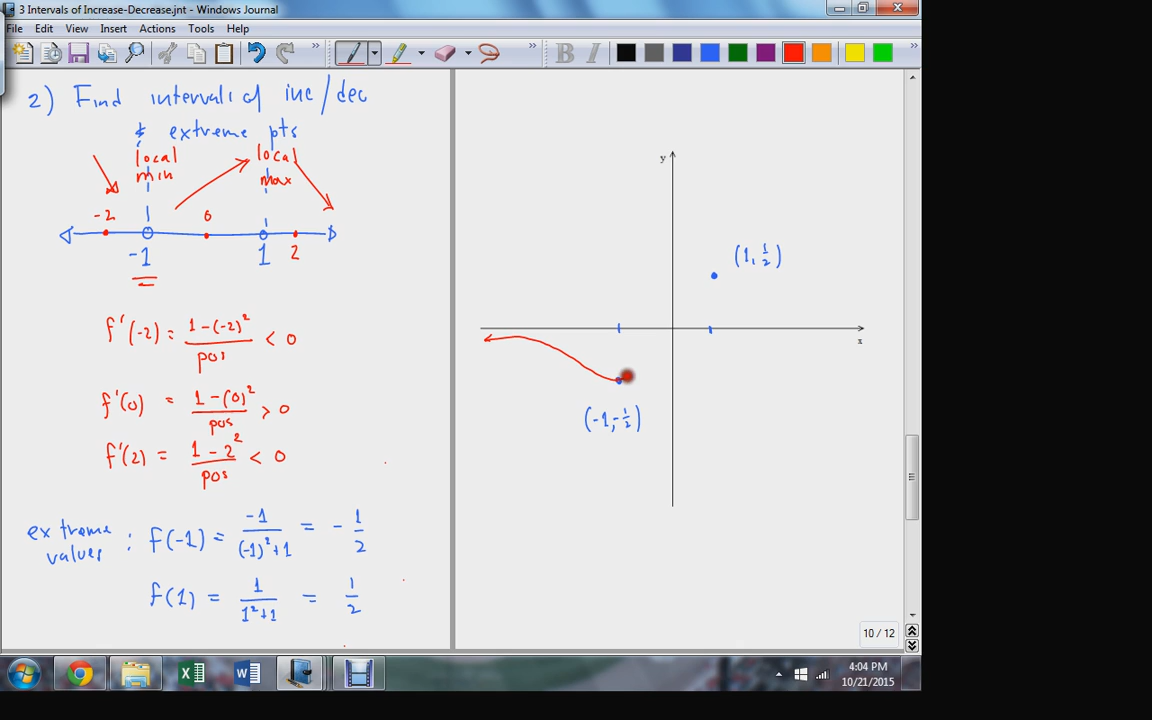 3 Intervals of Increase-Decrease.jnt - Windows Journal
File Edit View Insert Actions Tools Help
B I
2) Find intervals of inc/dec
& extreme pts
local min
local max
-2 0
-1 1 2
f'(-2) = 1-(-2)² / pos < 0
f'(0) = 1-(0)² / pos > 0
f'(2) = 1-2² / pos < 0
extreme values : f(-1) = -1 / (-1)²+1 = - 1/2
f(1) = 1 / 1²+1 = 1/2
y
(1, 1/2)
x
(-1, -1/2)
10 / 12
4:04 PM
10/21/2015